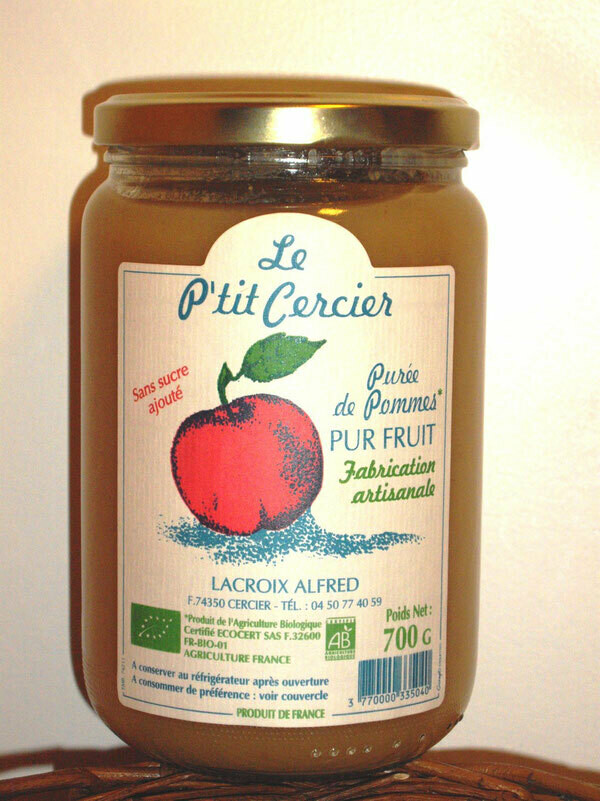 Le
P'tit Cercier
Sans sucre
ajouté
Purée
de Pommes*
PUR FRUIT
Fabrication
artisanale
LACROIX ALFRED
F.74350 CERCIER - TÉL. : 04 50 77 40 59
*Produit de l'Agriculture Biologique
Certifié ECOCERT SAS F.32600
FR-BIO-01
AGRICULTURE FRANCE
AB
Poids Net :
700 G
A conserver au réfrigérateur après ouverture
A consommer de préférence : voir couvercle
3 770000 335040
PRODUIT DE FRANCE